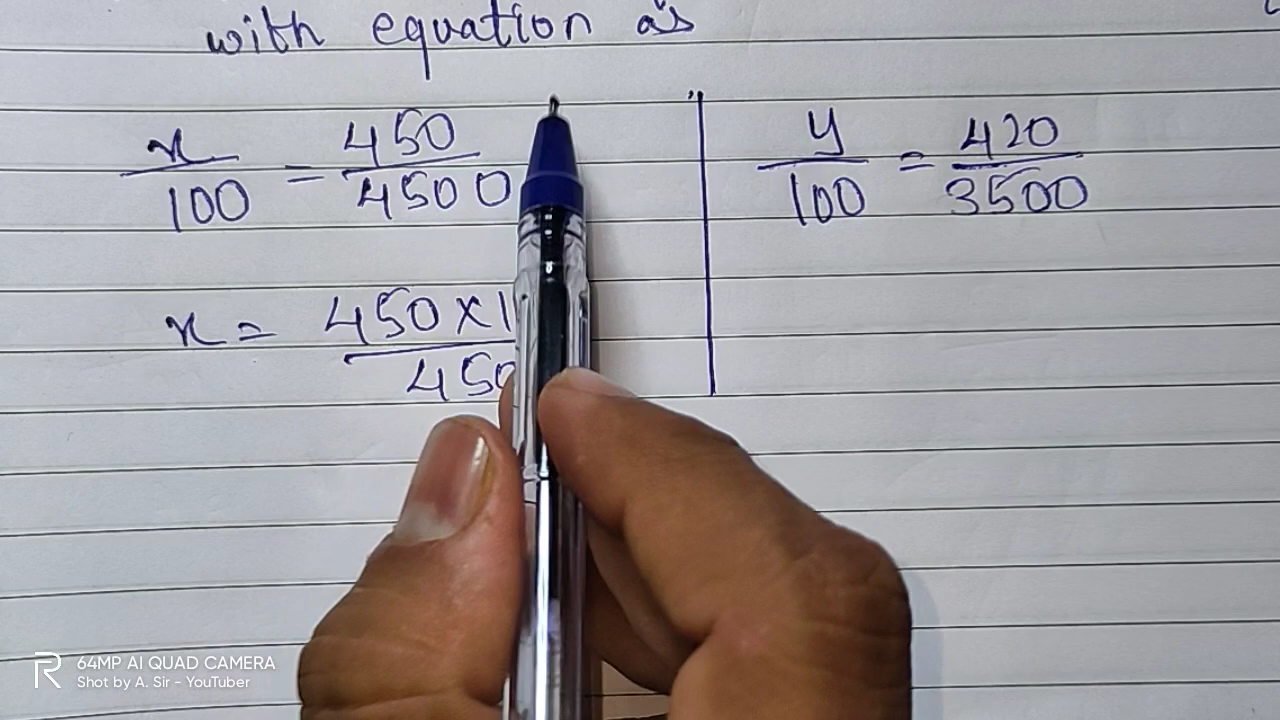 with equation as
x/100 = 450/4500
y/100 = 420/3500
x = 450×1/450
64MP AI QUAD CAMERA
Shot by A. Sir - YouTuber